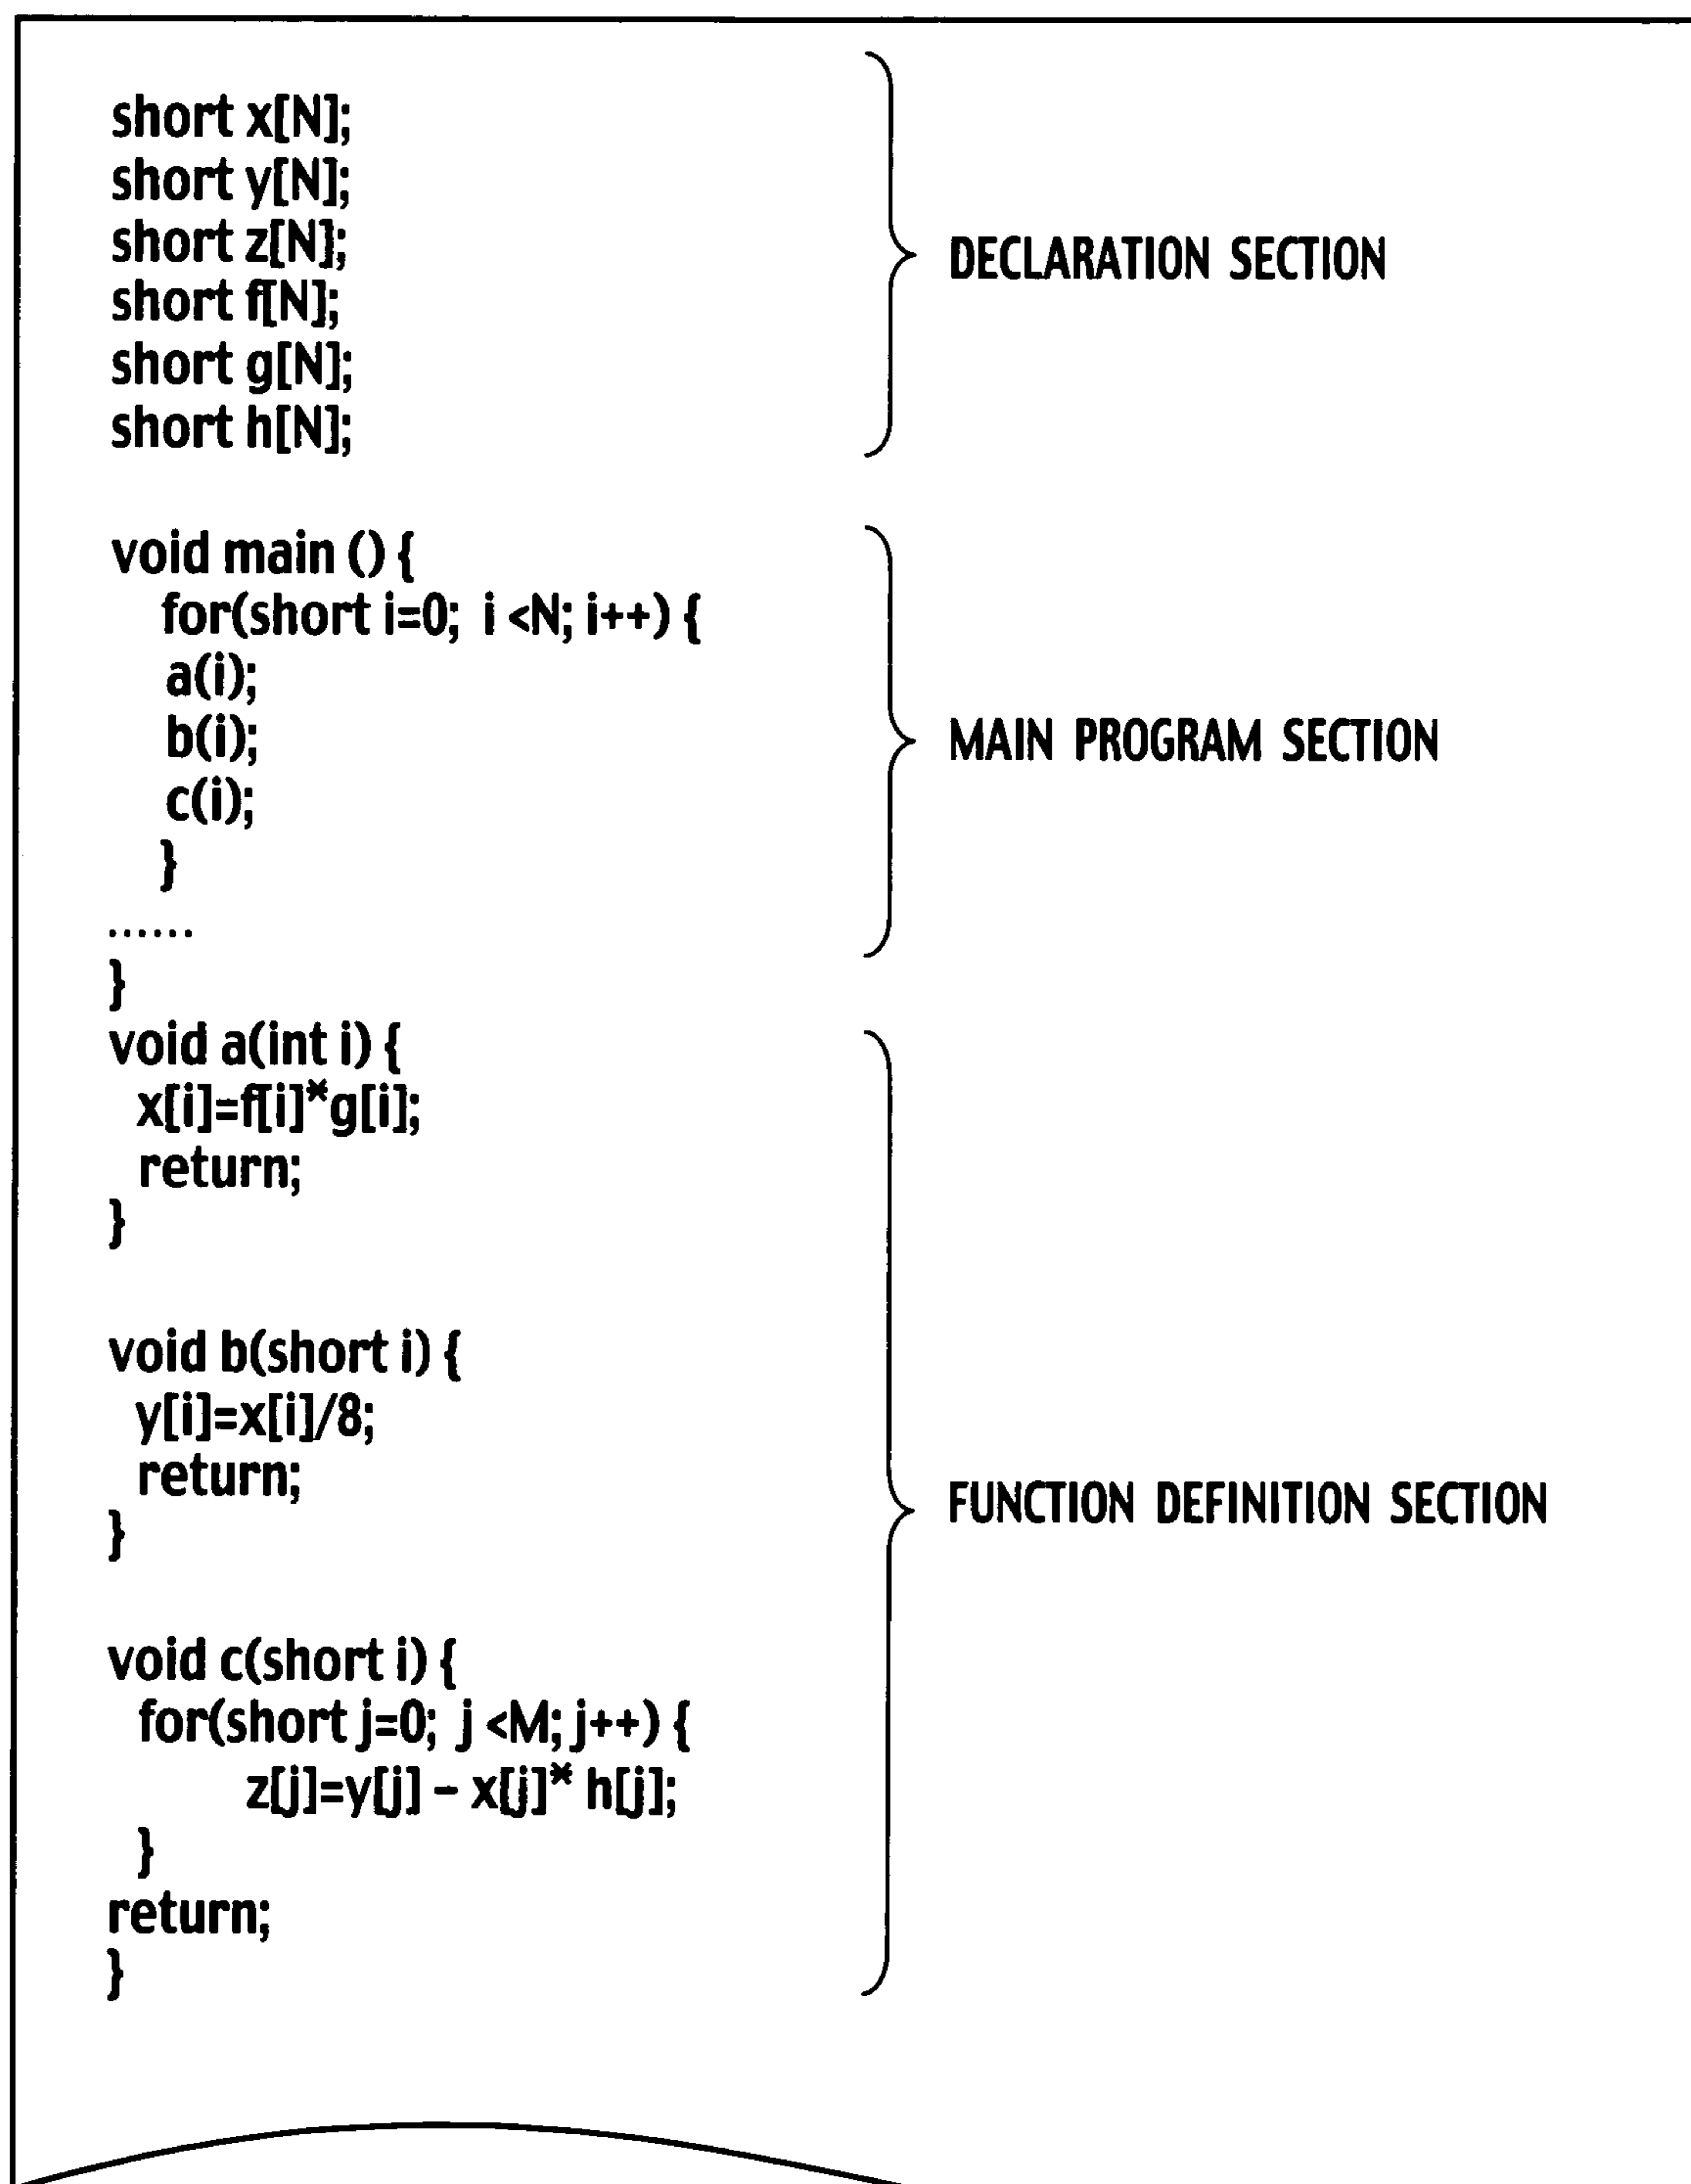 short x[N];
short y[N];
short z[N];
short f[N];
short g[N];
short h[N];
DECLARATION SECTION
void main () {
for(short i=0; i <N; i++) {
a(i);
b(i);
c(i);
}
......
}
MAIN PROGRAM SECTION
void a(int i) {
x[i]=f[i]*g[i];
return;
}
void b(short i) {
y[i]=x[i]/8;
return;
}
void c(short i) {
for(short j=0; j <M; j++) {
z[j]=y[j] – x[j]* h[j];
}
return;
}
FUNCTION DEFINITION SECTION